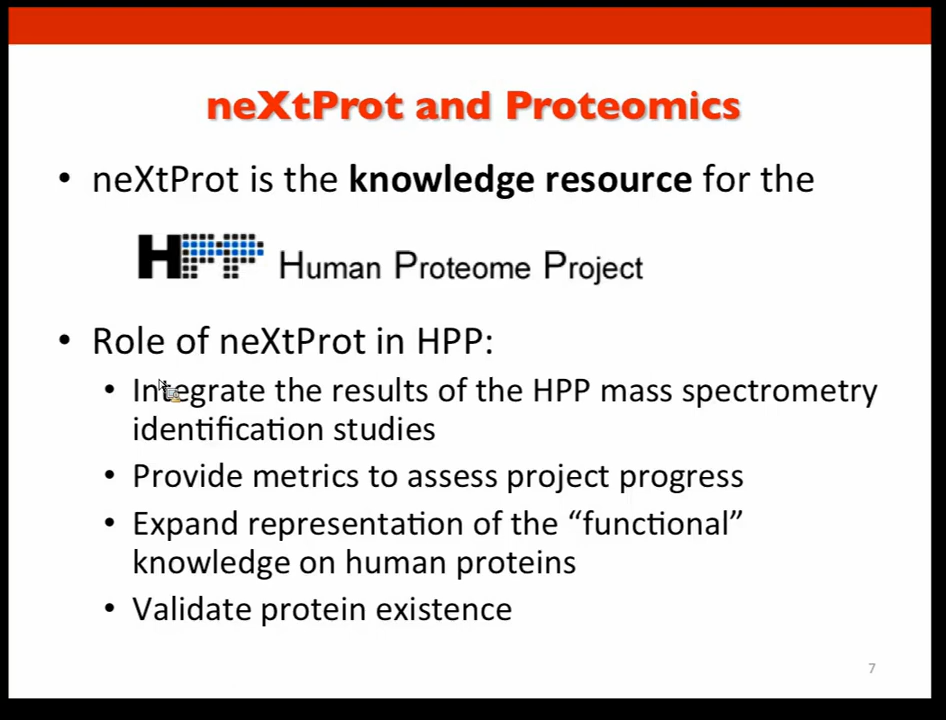 neXtProt and Proteomics
• neXtProt is the knowledge resource for the
HPP Human Proteome Project
• Role of neXtProt in HPP:
• Integrate the results of the HPP mass spectrometry
identification studies
• Provide metrics to assess project progress
• Expand representation of the “functional”
knowledge on human proteins
• Validate protein existence
7